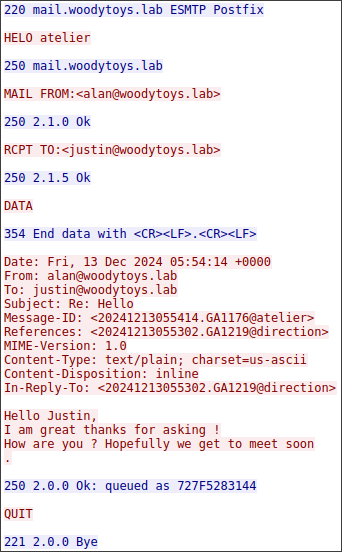 220 mail.woodytoys.lab ESMTP Postfix
HELO atelier
250 mail.woodytoys.lab
MAIL FROM:<alan@woodytoys.lab>
250 2.1.0 Ok
RCPT TO:<justin@woodytoys.lab>
250 2.1.5 Ok
DATA
354 End data with <CR><LF>.<CR><LF>
Date: Fri, 13 Dec 2024 05:54:14 +0000
From: alan@woodytoys.lab
To: justin@woodytoys.lab
Subject: Re: Hello
Message-ID: <20241213055414.GA1176@atelier>
References: <20241213055302.GA1219@direction>
MIME-Version: 1.0
Content-Type: text/plain; charset=us-ascii
Content-Disposition: inline
In-Reply-To: <20241213055302.GA1219@direction>
Hello Justin,
I am great thanks for asking !
How are you ? Hopefully we get to meet soon
.
250 2.0.0 Ok: queued as 727F5283144
QUIT
221 2.0.0 Bye